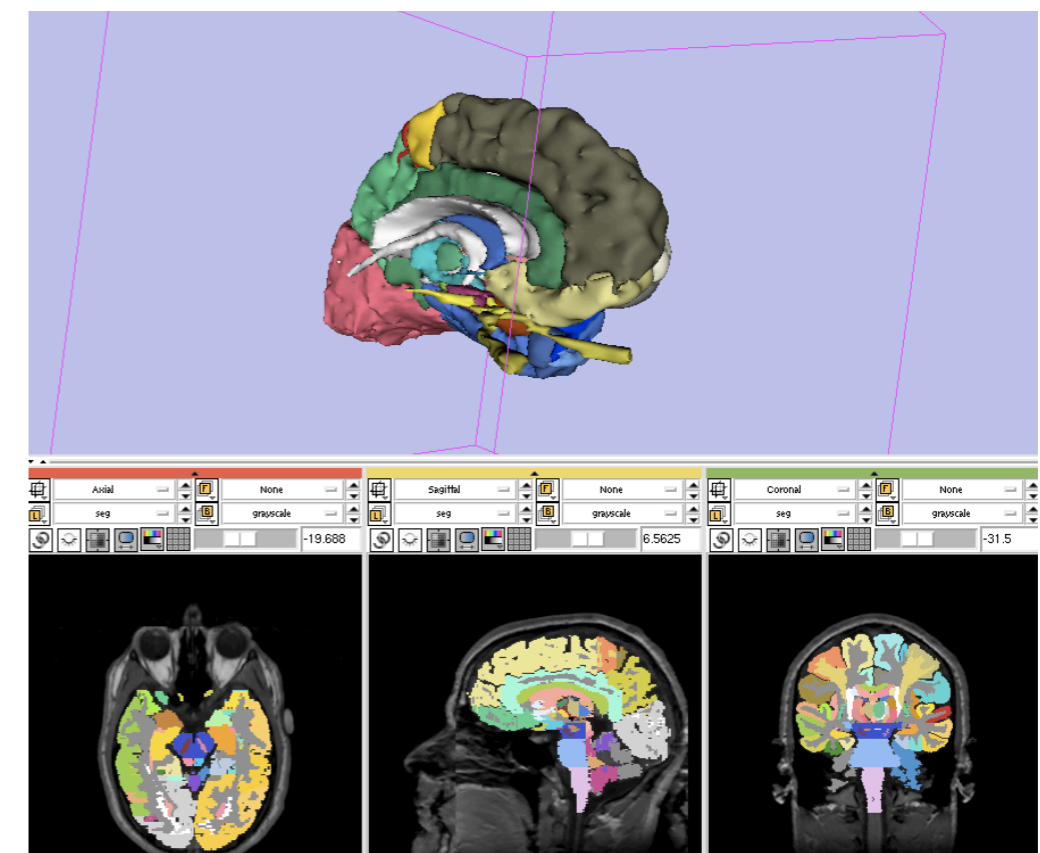 Axial F None Sagittal F None Coronal F None
L seg B grayscale L seg B grayscale L seg B grayscale
-19.688 6.5625 -31.5